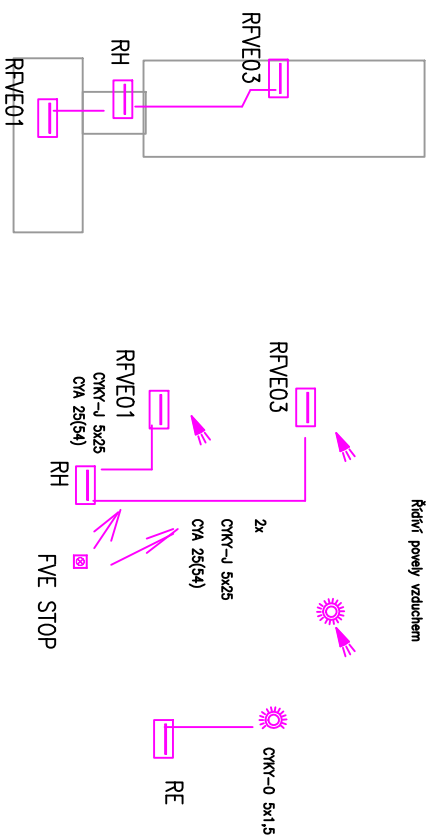 RFVE03
RH
RFVE01
Řídiví povely vzduchem
RFVE03
RFVE01
CYKY-J 5x25
CYA 25(54)
RH
2x
CYKY-J 5x25
CYA 25(54)
FVE STOP
CYKY-O 5x1,5
RE